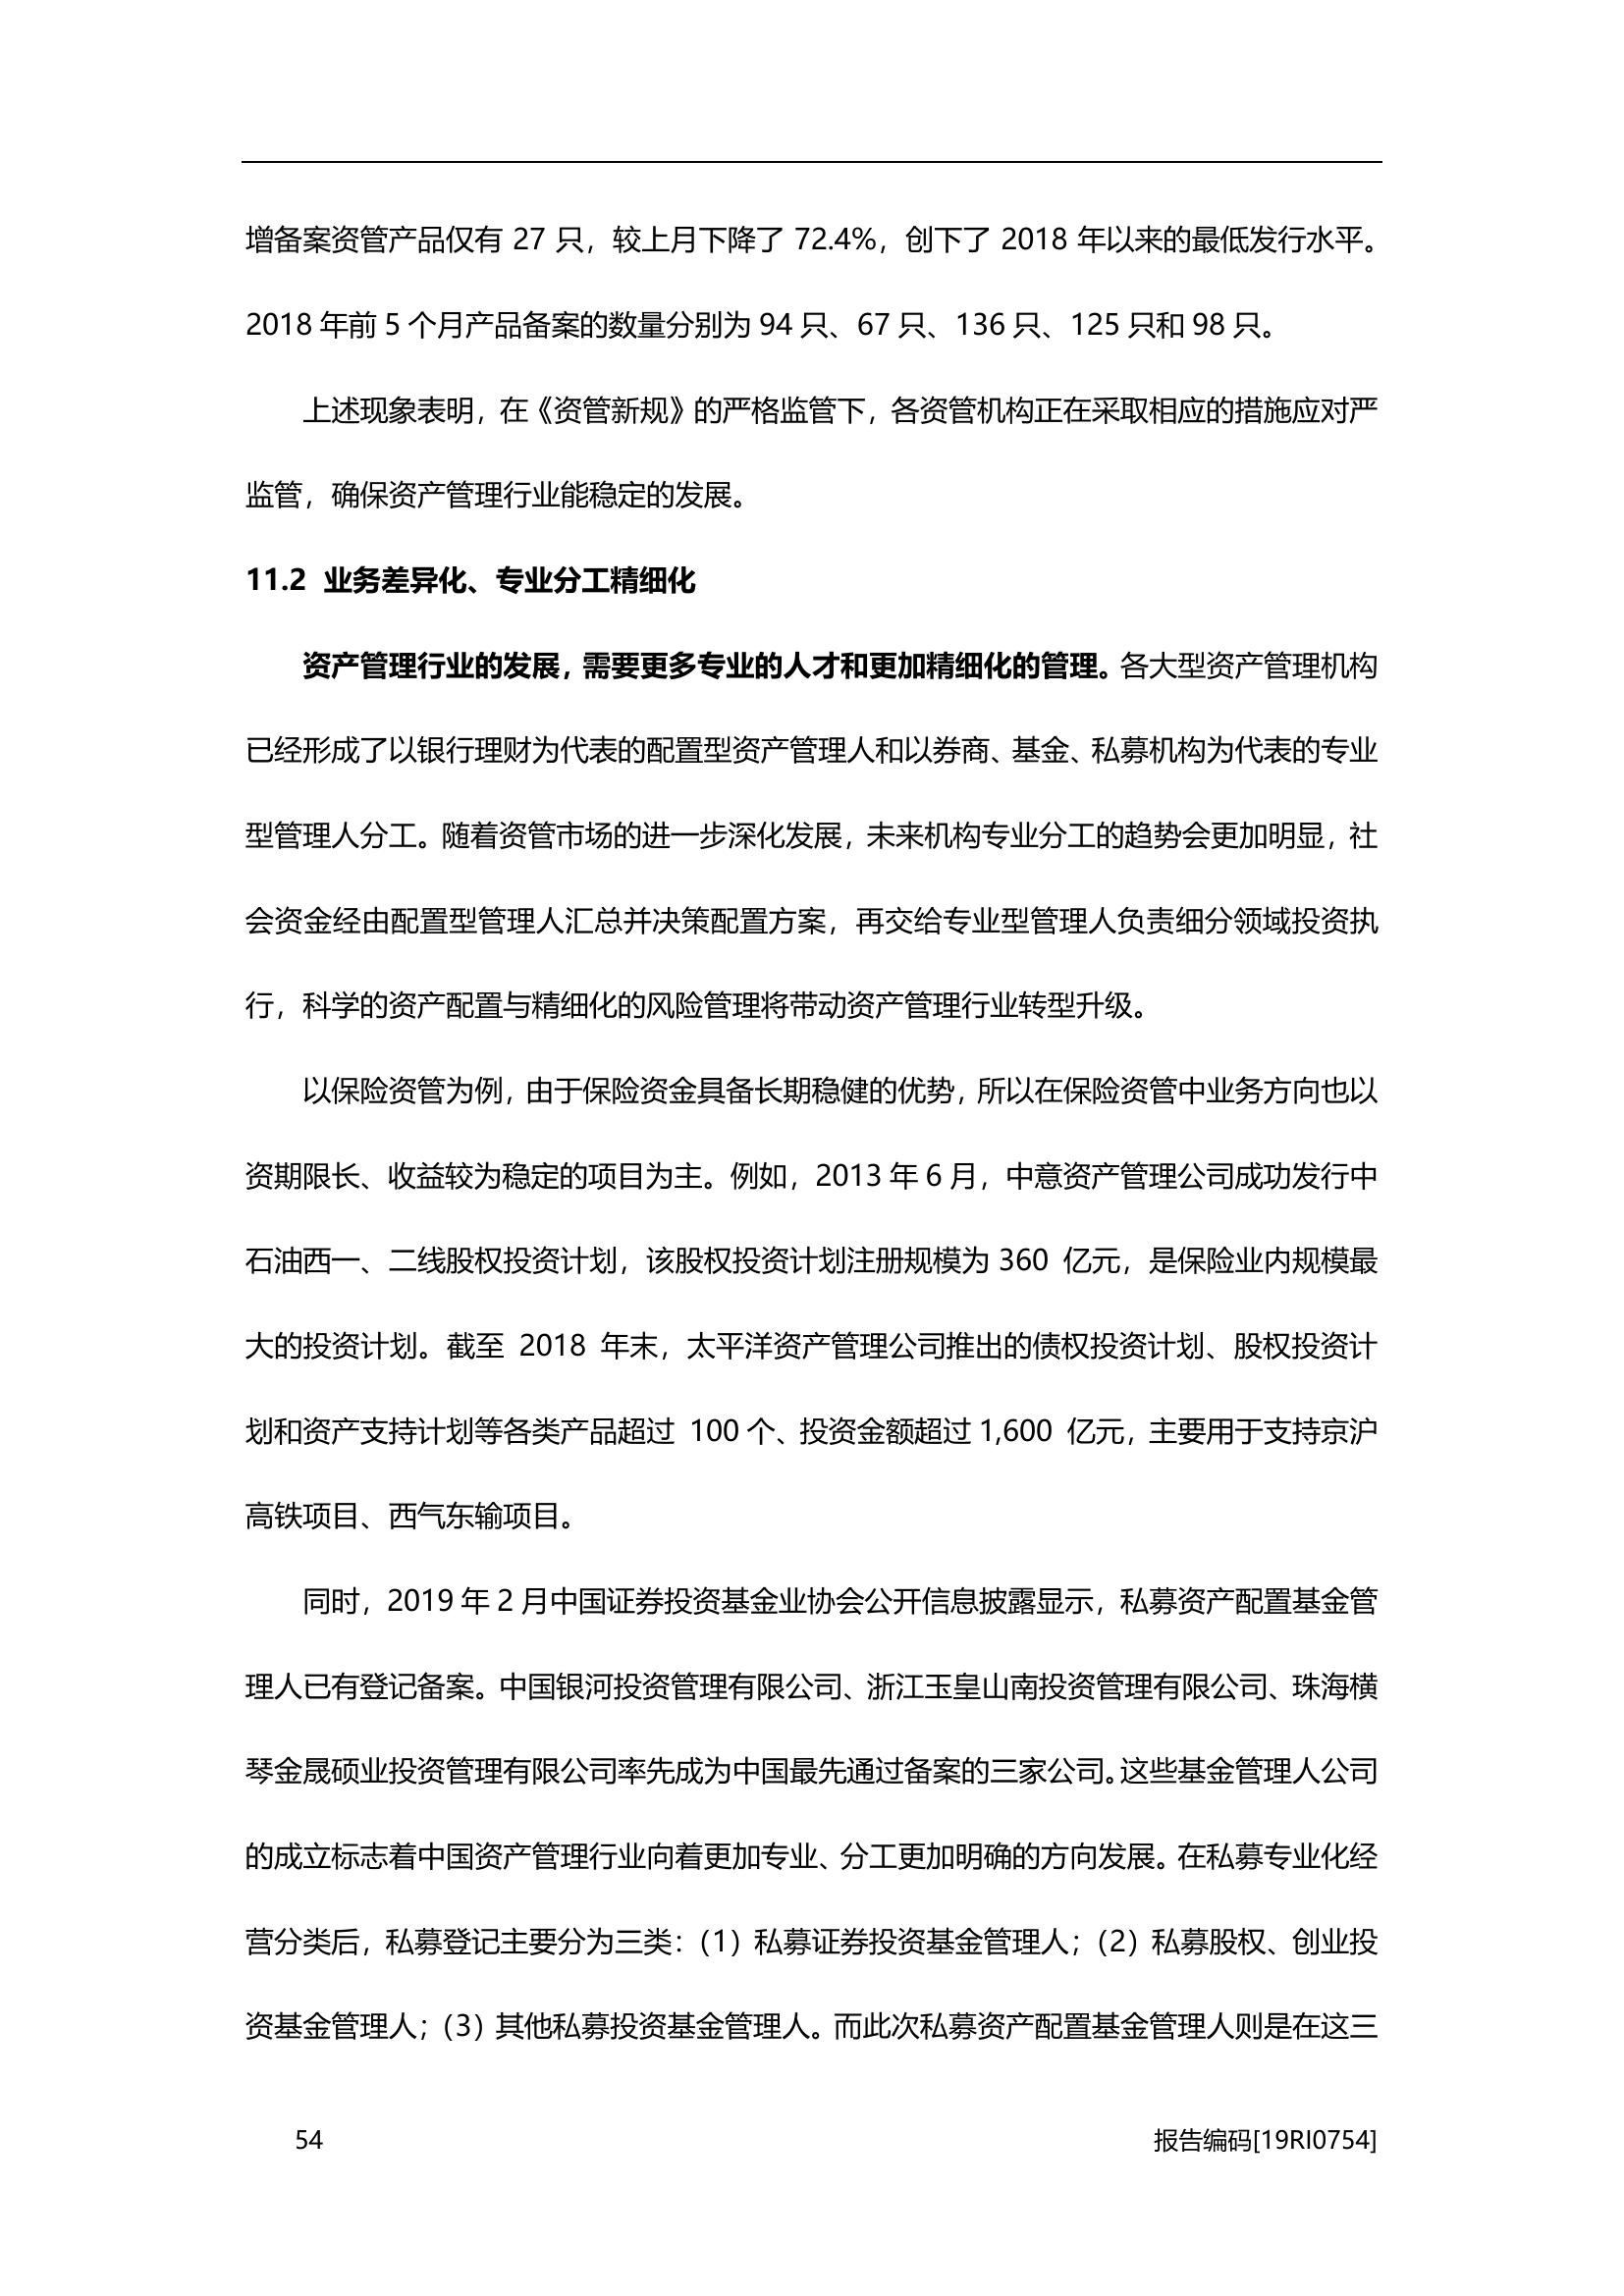 增备案资管产品仅有 27 只，较上月下降了 72.4%，创下了 2018 年以来的最低发行水平。
2018 年前 5 个月产品备案的数量分别为 94 只、67 只、136 只、125 只和 98 只。
上述现象表明，在《资管新规》的严格监管下，各资管机构正在采取相应的措施应对严
监管，确保资产管理行业能稳定的发展。
11.2 业务差异化、专业分工精细化
资产管理行业的发展，需要更多专业的人才和更加精细化的管理。各大型资产管理机构
已经形成了以银行理财为代表的配置型资产管理人和以券商、基金、私募机构为代表的专业
型管理人分工。随着资管市场的进一步深化发展，未来机构专业分工的趋势会更加明显，社
会资金经由配置型管理人汇总并决策配置方案，再交给专业型管理人负责细分领域投资执
行，科学的资产配置与精细化的风险管理将带动资产管理行业转型升级。
以保险资管为例，由于保险资金具备长期稳健的优势，所以在保险资管中业务方向也以
资期限长、收益较为稳定的项目为主。例如，2013 年 6 月，中意资产管理公司成功发行中
石油西一、二线股权投资计划，该股权投资计划注册规模为 360 亿元，是保险业内规模最
大的投资计划。截至 2018 年末，太平洋资产管理公司推出的债权投资计划、股权投资计
划和资产支持计划等各类产品超过 100 个、投资金额超过 1,600 亿元，主要用于支持京沪
高铁项目、西气东输项目。
同时，2019 年 2 月中国证券投资基金业协会公开信息披露显示，私募资产配置基金管
理人已有登记备案。中国银河投资管理有限公司、浙江玉皇山南投资管理有限公司、珠海横
琴金晟硕业投资管理有限公司率先成为中国最先通过备案的三家公司。这些基金管理人公司
的成立标志着中国资产管理行业向着更加专业、分工更加明确的方向发展。在私募专业化经
营分类后，私募登记主要分为三类：（1）私募证券投资基金管理人；（2）私募股权、创业投
资基金管理人；（3）其他私募投资基金管理人。而此次私募资产配置基金管理人则是在这三
54 报告编码[19RI0754]